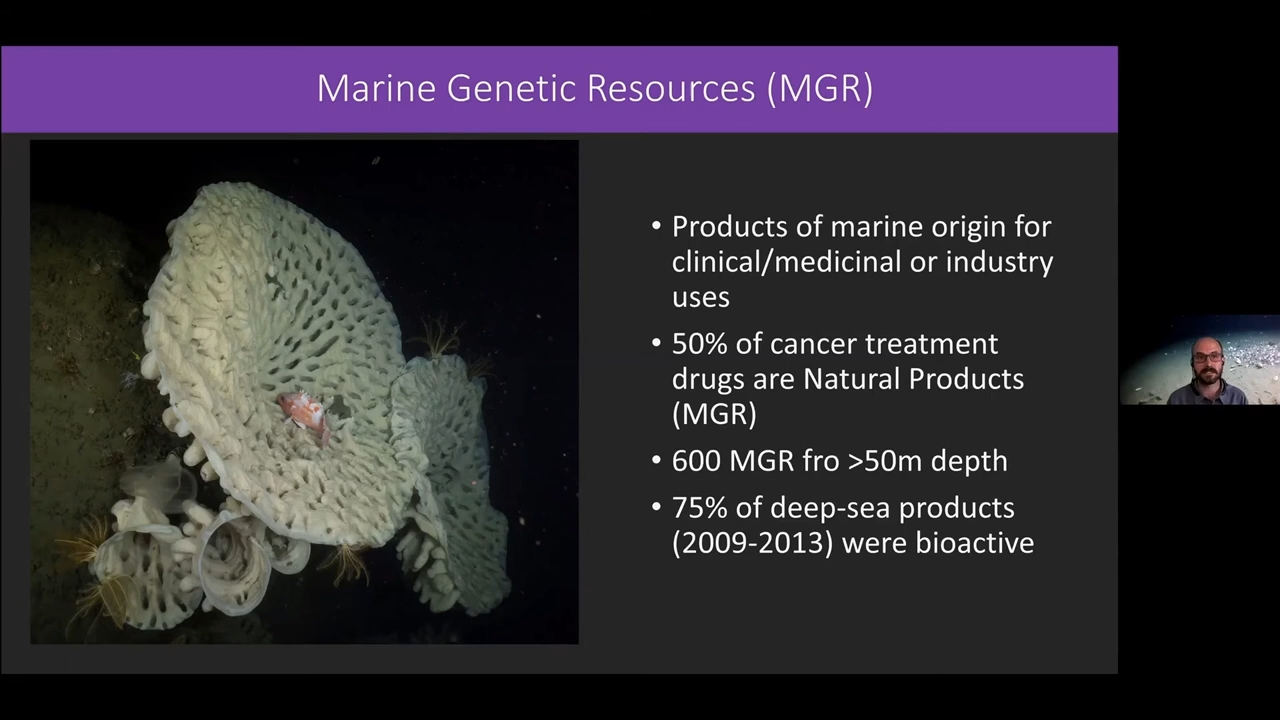 Marine Genetic Resources (MGR)
• Products of marine origin for
clinical/medicinal or industry
uses
• 50% of cancer treatment
drugs are Natural Products
(MGR)
• 600 MGR fro >50m depth
• 75% of deep-sea products
(2009-2013) were bioactive